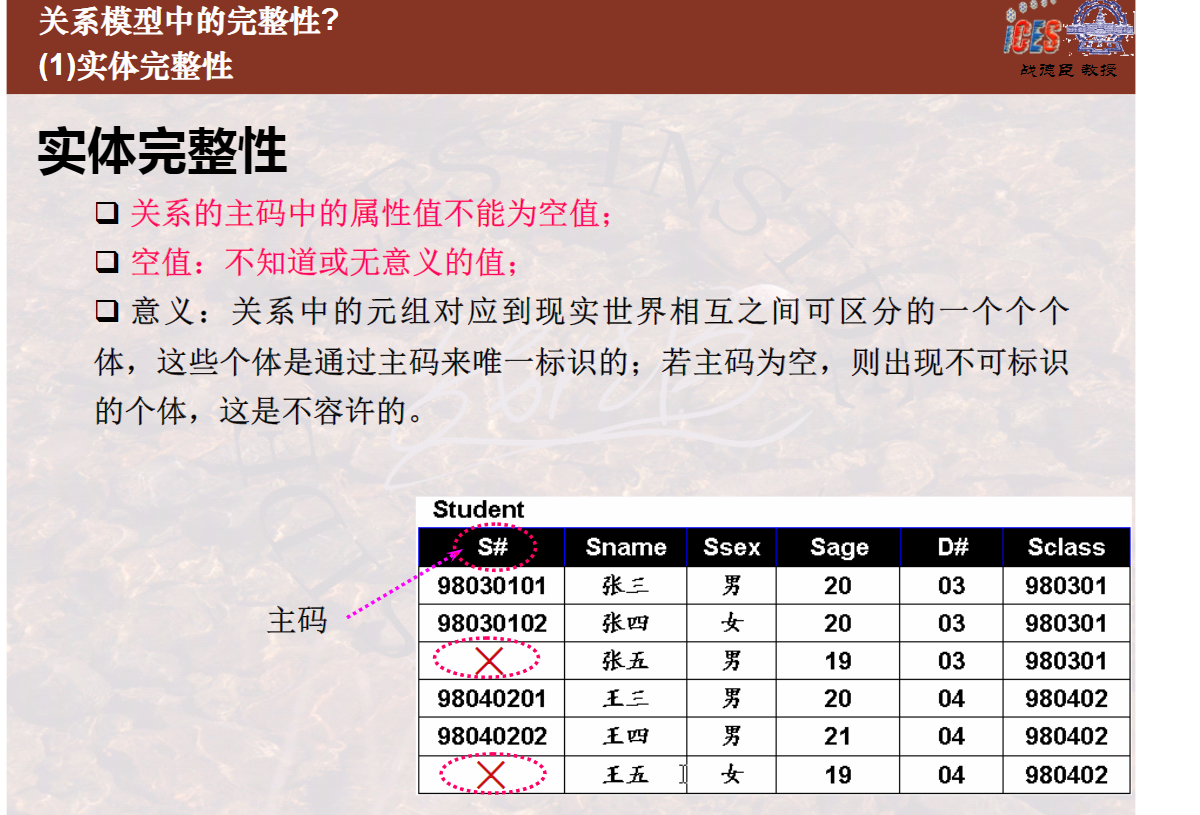 关系模型中的完整性?
(1)实体完整性
iCES
战德臣 教授
实体完整性
关系的主码中的属性值不能为空值；
空值：不知道或无意义的值；
意义：关系中的元组对应到现实世界相互之间可区分的一个个个
体，这些个体是通过主码来唯一标识的；若主码为空，则出现不可标识
的个体，这是不容许的。
主码
Student
S# Sname Ssex Sage D# Sclass
98030101 张三 男 20 03 980301
98030102 张四 女 20 03 980301
张五 男 19 03 980301
98040201 王三 男 20 04 980402
98040202 王四 男 21 04 980402
王五 女 19 04 980402